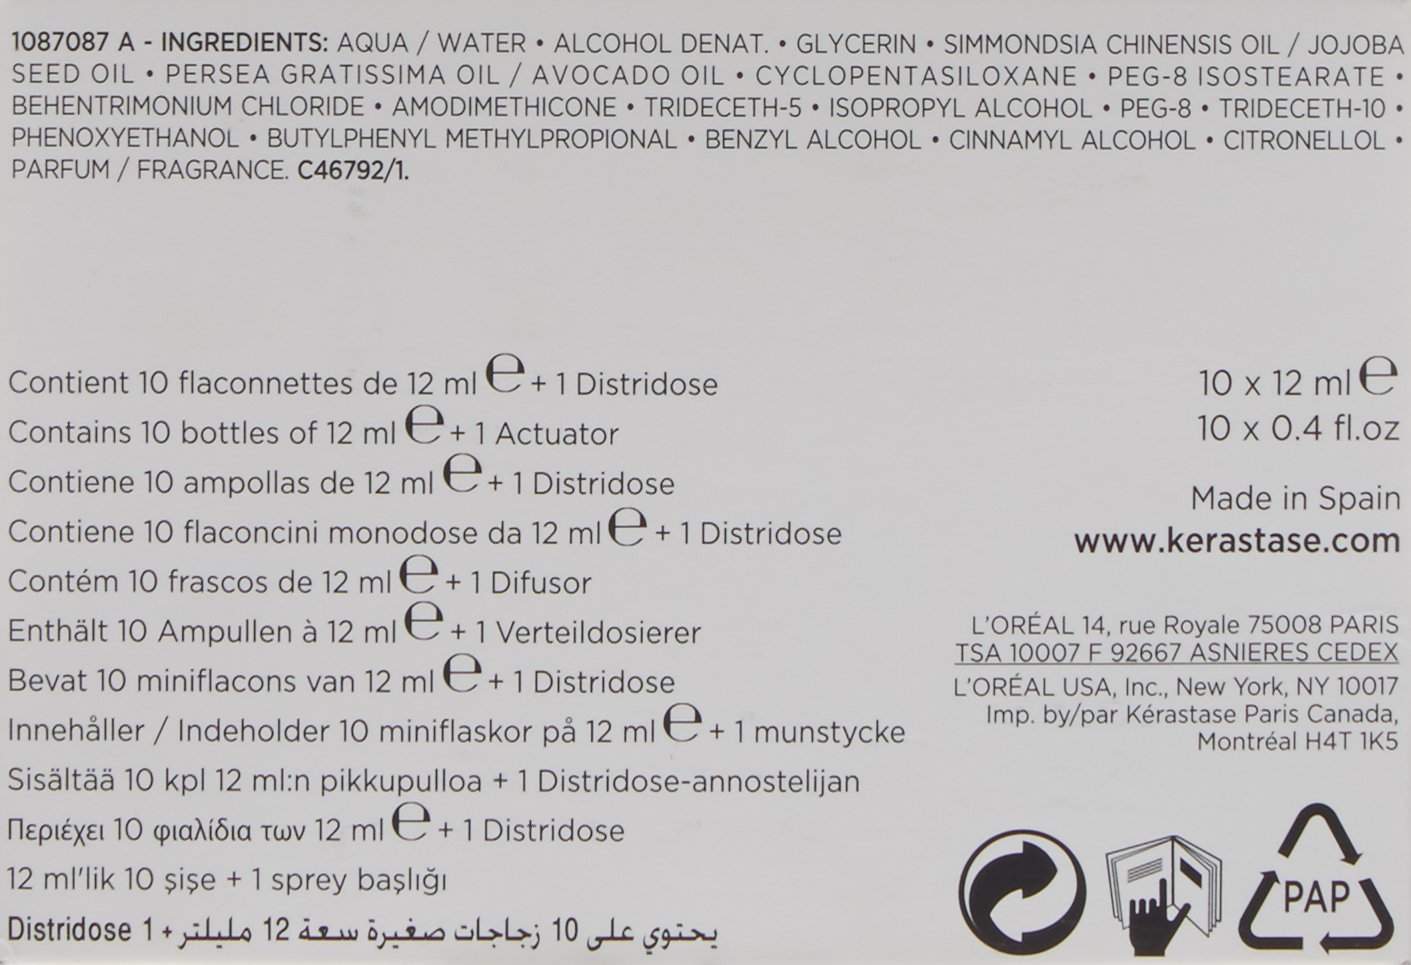 1087087 A - INGREDIENTS: AQUA / WATER • ALCOHOL DENAT. • GLYCERIN • SIMMONDSIA CHINENSIS OIL / JOJOBA
SEED OIL • PERSEA GRATISSIMA OIL / AVOCADO OIL • CYCLOPENTASILOXANE • PEG-8 ISOSTEARATE •
BEHENTRIMONIUM CHLORIDE • AMODIMETHICONE • TRIDECETH-5 • ISOPROPYL ALCOHOL • PEG-8 • TRIDECETH-10 •
PHENOXYETHANOL • BUTYLPHENYL METHYLPROPIONAL • BENZYL ALCOHOL • CINNAMYL ALCOHOL • CITRONELLOL •
PARFUM / FRAGRANCE. C46792/1.
Contient 10 flaconnettes de 12 ml ℮ + 1 Distridose
Contains 10 bottles of 12 ml ℮ + 1 Actuator
Contiene 10 ampollas de 12 ml ℮ + 1 Distridose
Contiene 10 flaconcini monodose da 12 ml ℮ + 1 Distridose
Contém 10 frascos de 12 ml ℮ + 1 Difusor
Enthält 10 Ampullen à 12 ml ℮ + 1 Verteildosierer
Bevat 10 miniflacons van 12 ml ℮ + 1 Distridose
Innehåller / Indeholder 10 miniflaskor på 12 ml ℮ + 1 munstycke
Sisältää 10 kpl 12 ml:n pikkupulloa + 1 Distridose-annostelijan
Περιέχει 10 φιαλίδια των 12 ml ℮ + 1 Distridose
12 ml'lik 10 şişe + 1 sprey başlığı
يحتوي على 10 زجاجات صغيرة سعة 12 مليلتر + 1 Distridose
10 x 12 ml ℮
10 x 0.4 fl.oz
Made in Spain
www.kerastase.com
L'ORÉAL 14, rue Royale 75008 PARIS
TSA 10007 F 92667 ASNIERES CEDEX
L'ORÉAL USA, Inc., New York, NY 10017
Imp. by/par Kérastase Paris Canada,
Montréal H4T 1K5
PAP